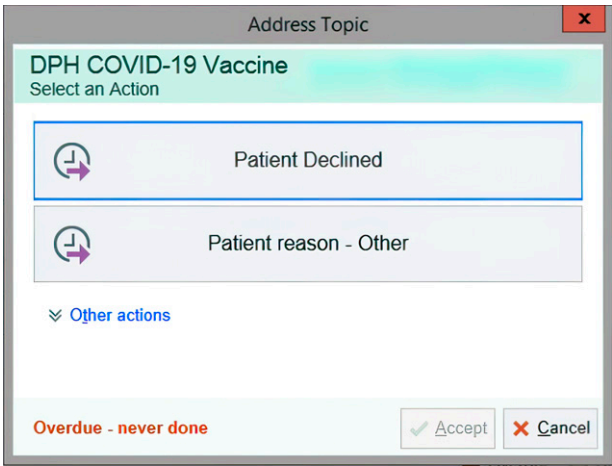 Address Topic
x
DPH COVID-19 Vaccine
Select an Action
Patient Declined
Patient reason - Other
Other actions
Overdue - never done
Accept
Cancel